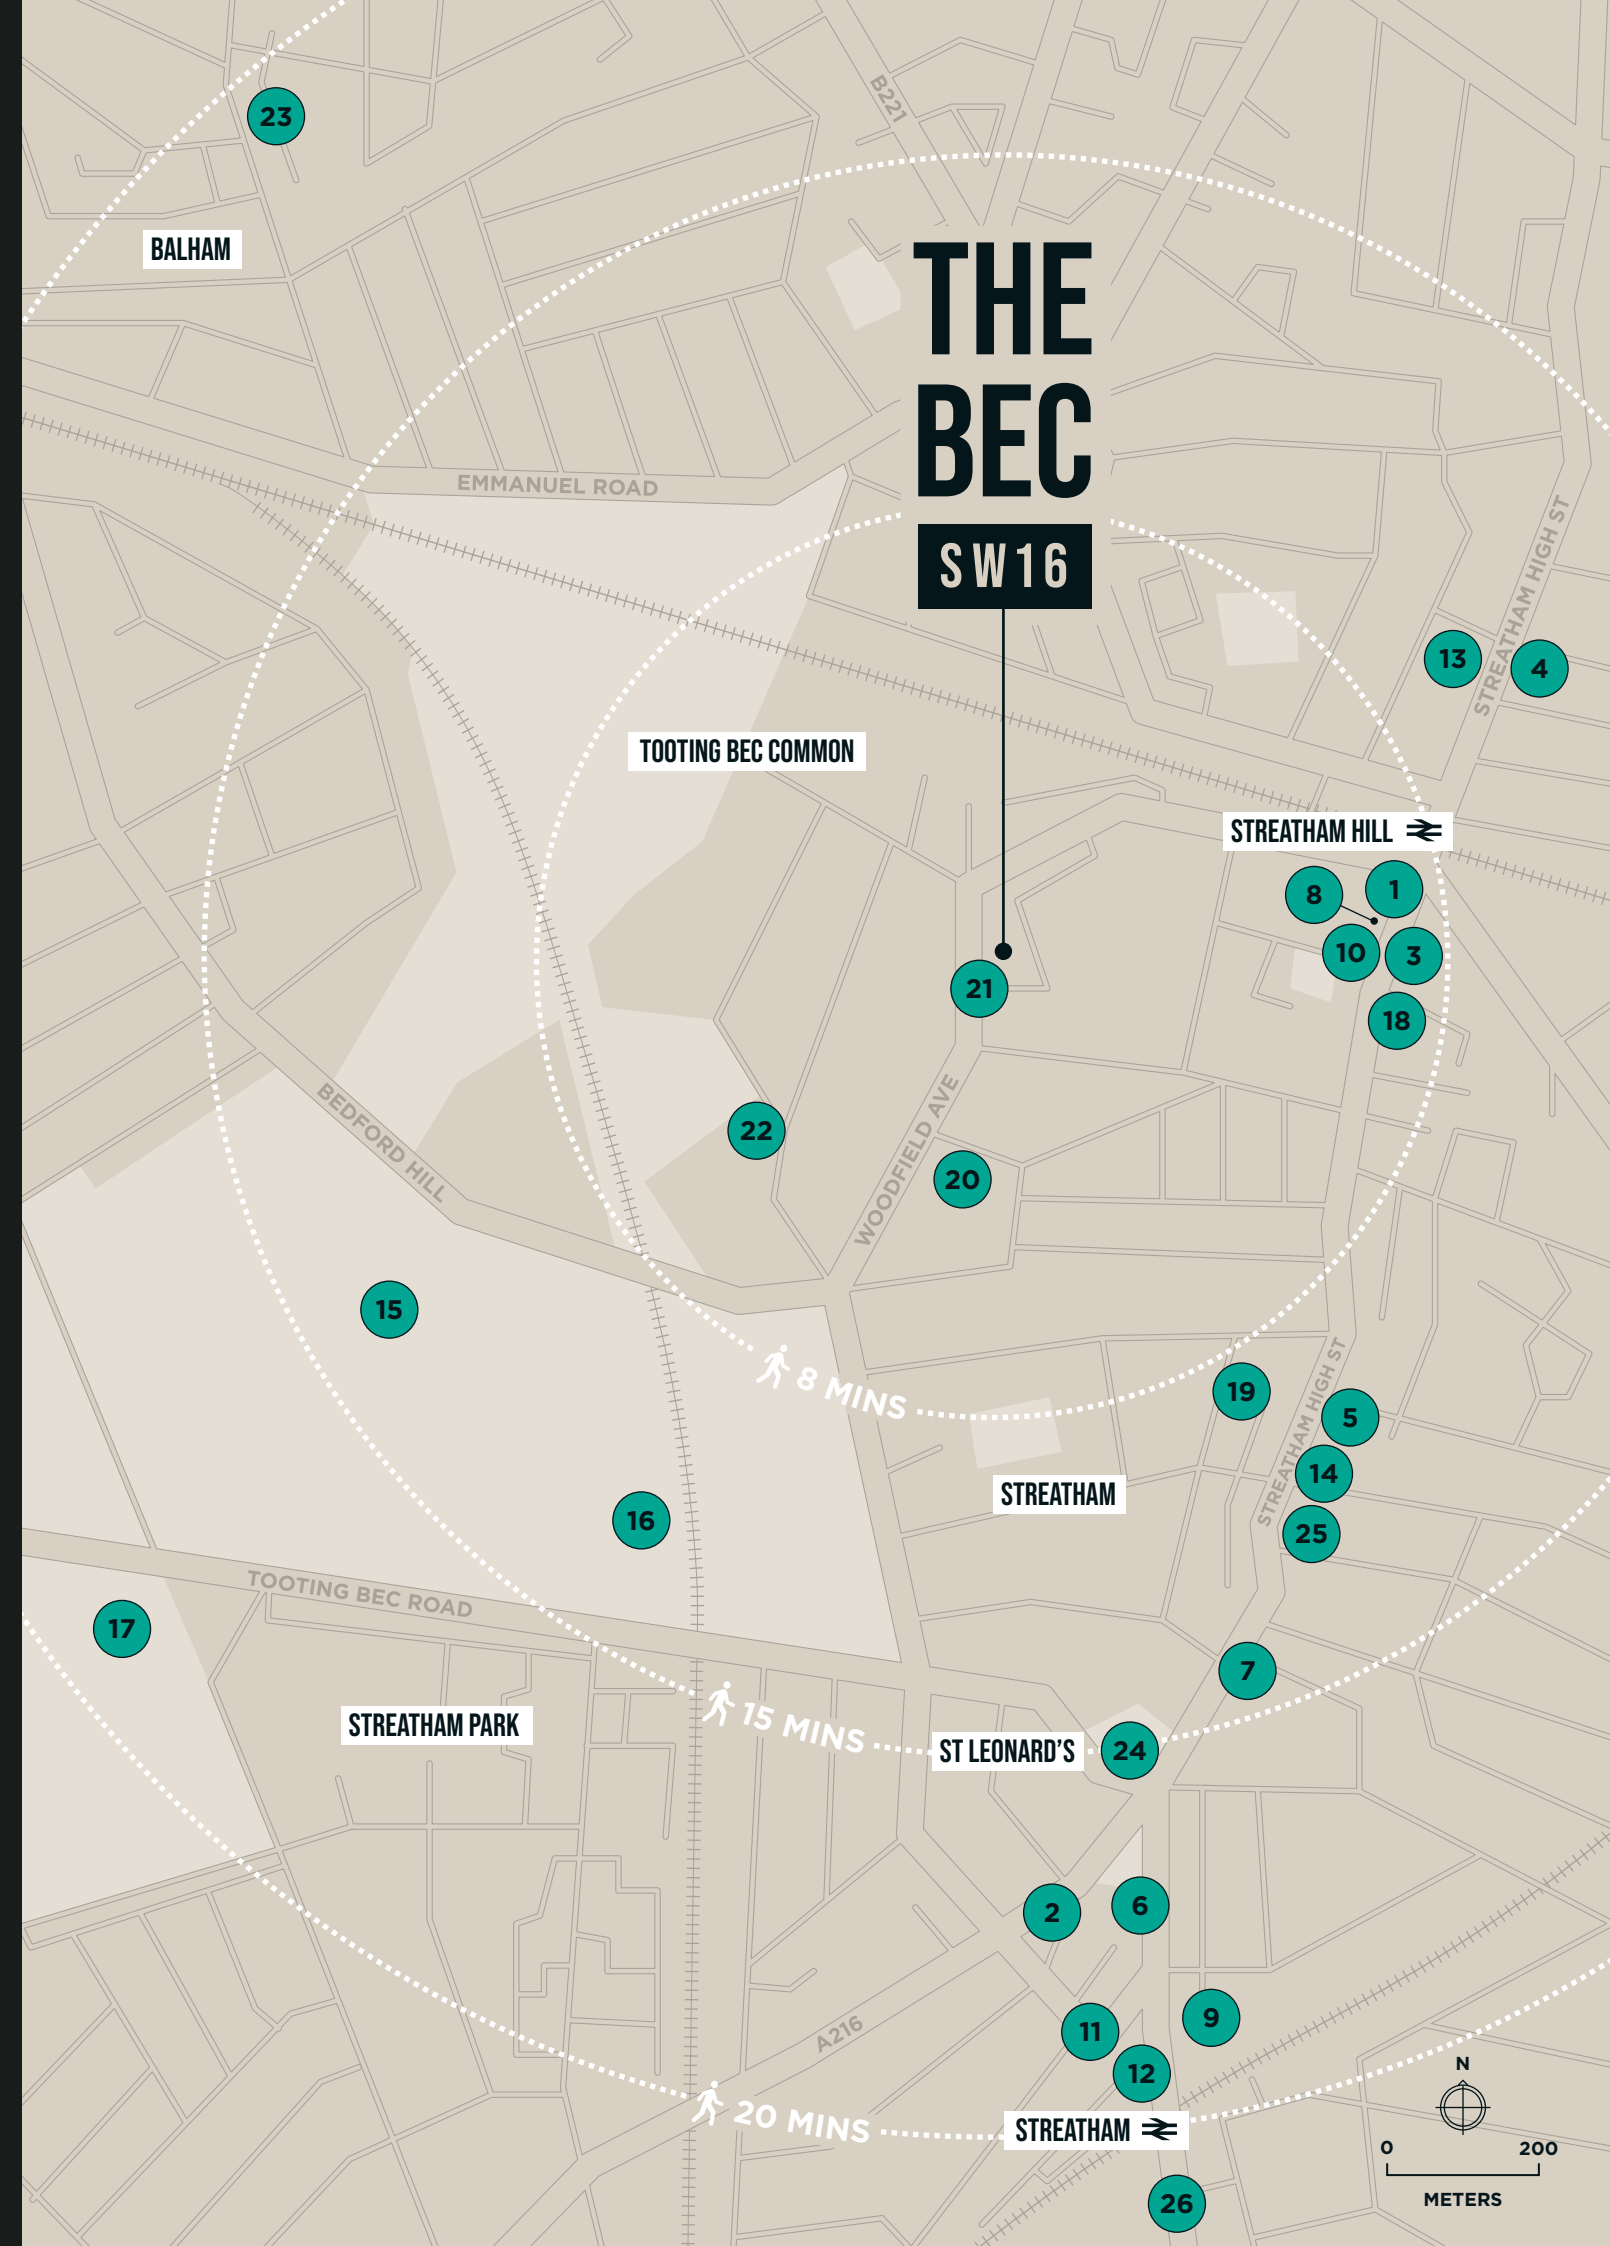 23
B221
BALHAM
THE
BEC
SW16
EMMANUEL ROAD
STREATHAM HIGH ST
13
4
TOOTING BEC COMMON
STREATHAM HILL
8
1
10
3
21
18
BEDFORD HILL
WOODFIELD AVE
22
20
15
8 MINS
STREATHAM HIGH ST
19
5
14
STREATHAM
16
25
TOOTING BEC ROAD
17
7
15 MINS
STREATHAM PARK
ST LEONARD'S
24
2
6
A216
11
9
12
20 MINS
STREATHAM
N
0
200
METERS
26